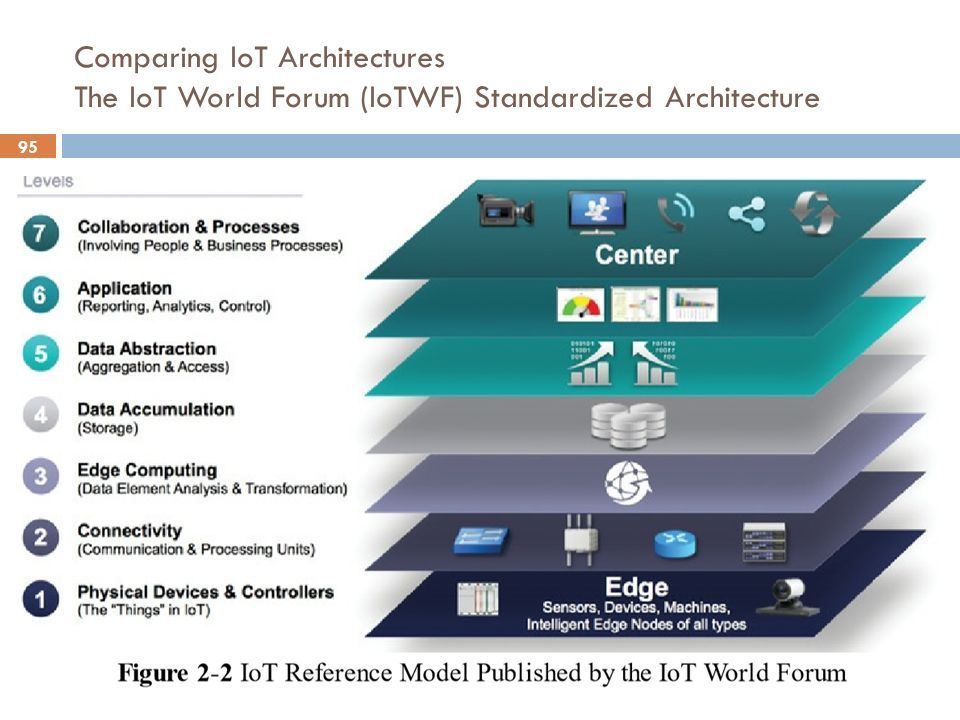 Comparing IoT Architectures
The IoT World Forum (IoTWF) Standardized Architecture
95
Levels
7
Collaboration & Processes
(Involving People & Business Processes)
6
Application
(Reporting, Analytics, Control)
5
Data Abstraction
(Aggregation & Access)
4
Data Accumulation
(Storage)
3
Edge Computing
(Data Element Analysis & Transformation)
2
Connectivity
(Communication & Processing Units)
1
Physical Devices & Controllers
(The "Things" in IoT)
Center
Edge
Sensors, Devices, Machines,
Intelligent Edge Nodes of all types
Figure 2-2 IoT Reference Model Published by the IoT World Forum